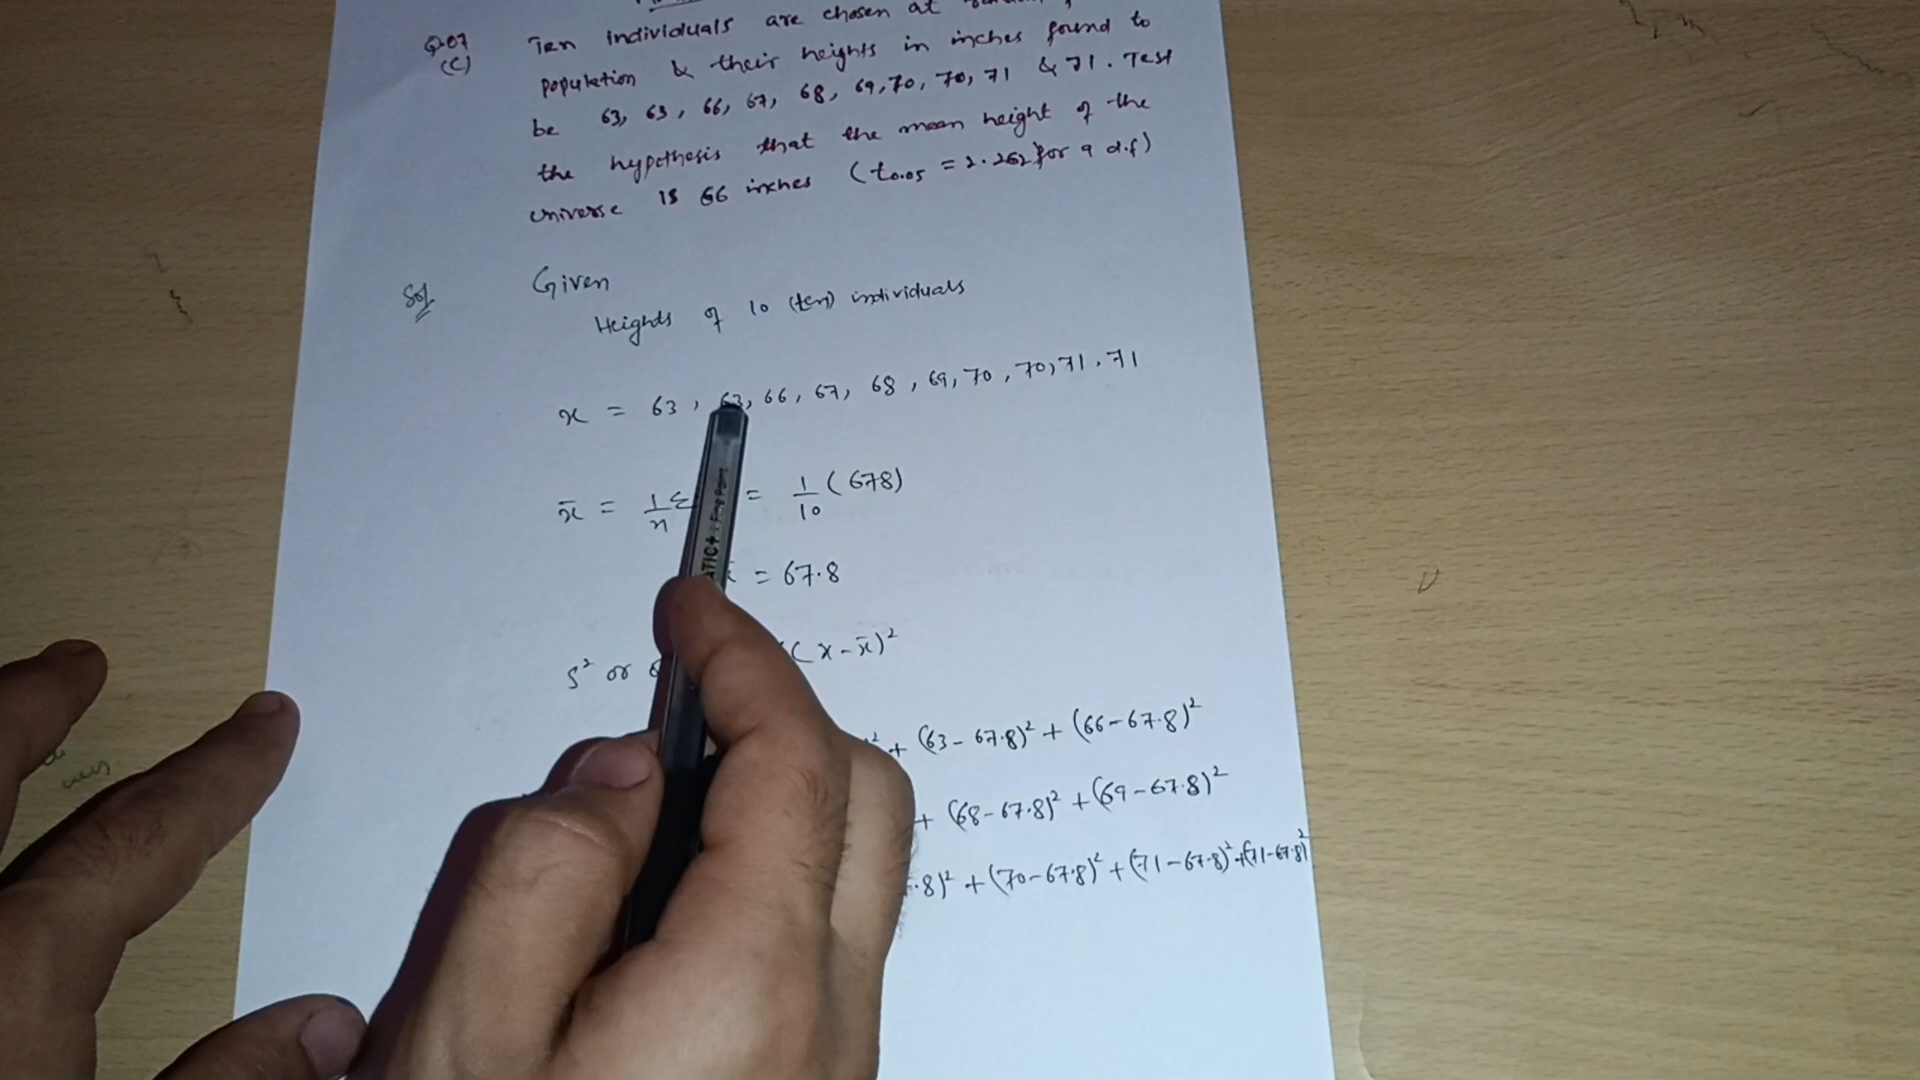 Q.07 Ten individuals are chosen at
(C) population & their heights in inches found to
be 63, 63, 66, 67, 68, 69, 70, 70, 71 & 71. Test
the hypothesis that the mean height of the
universe is 66 inches (t0.05 = 2.262 for 9 d.f)
Sol Given
Heights of 10 (ten) individuals
x = 63, 63, 66, 67, 68, 69, 70, 70, 71, 71
x̄ = 1/n Σ = 1/10 (678)
= 67.8
S² or (x - x̄)²
+ (63 - 67.8)² + (66 - 67.8)²
+ (68 - 67.8)² + (69 - 67.8)²
.8)² + (70 - 67.8)² + (71 - 67.8)² + (71 - 67.8)²